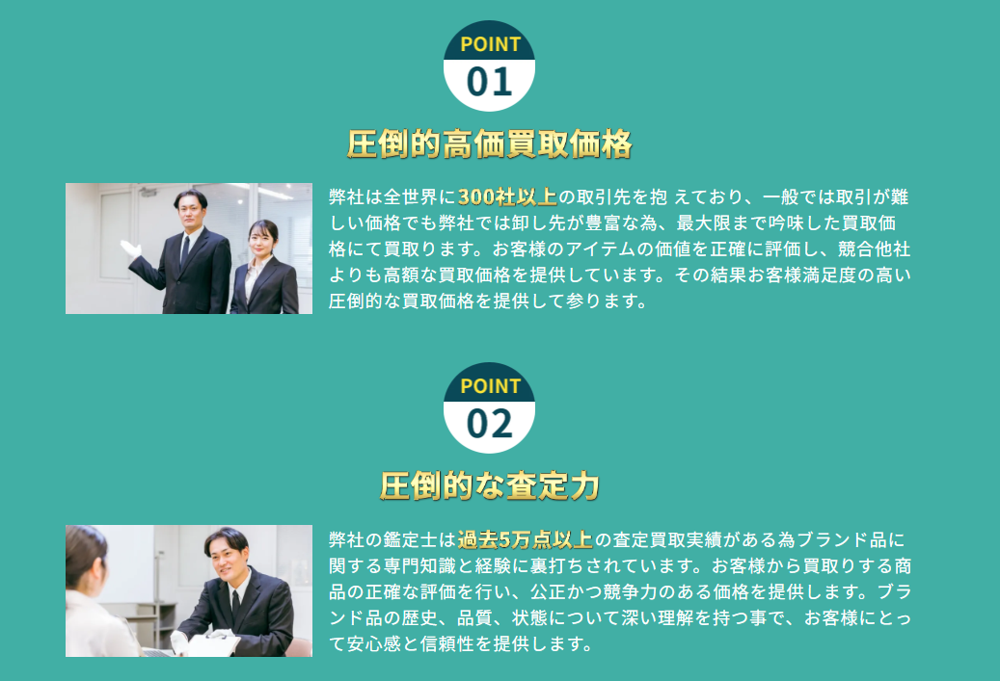 POINT
01
圧倒的高価買取価格
弊社は全世界に300社以上の取引先を抱 えており、一般では取引が難
しい価格でも弊社では卸し先が豊富な為、最大限まで吟味した買取価
格にて買取ります。お客様のアイテムの価値を正確に評価し、競合他社
よりも高額な買取価格を提供しています。その結果お客様満足度の高い
圧倒的な買取価格を提供して参ります。
POINT
02
圧倒的な査定力
弊社の鑑定士は過去5万点以上の査定買取実績がある為ブランド品に
関する専門知識と経験に裏打ちされています。お客様から買取りする商
品の正確な評価を行い、公正かつ競争力のある価格を提供します。ブラ
ンド品の歴史、品質、状態について深い理解を持つ事で、お客様にとっ
て安心感と信頼性を提供します。